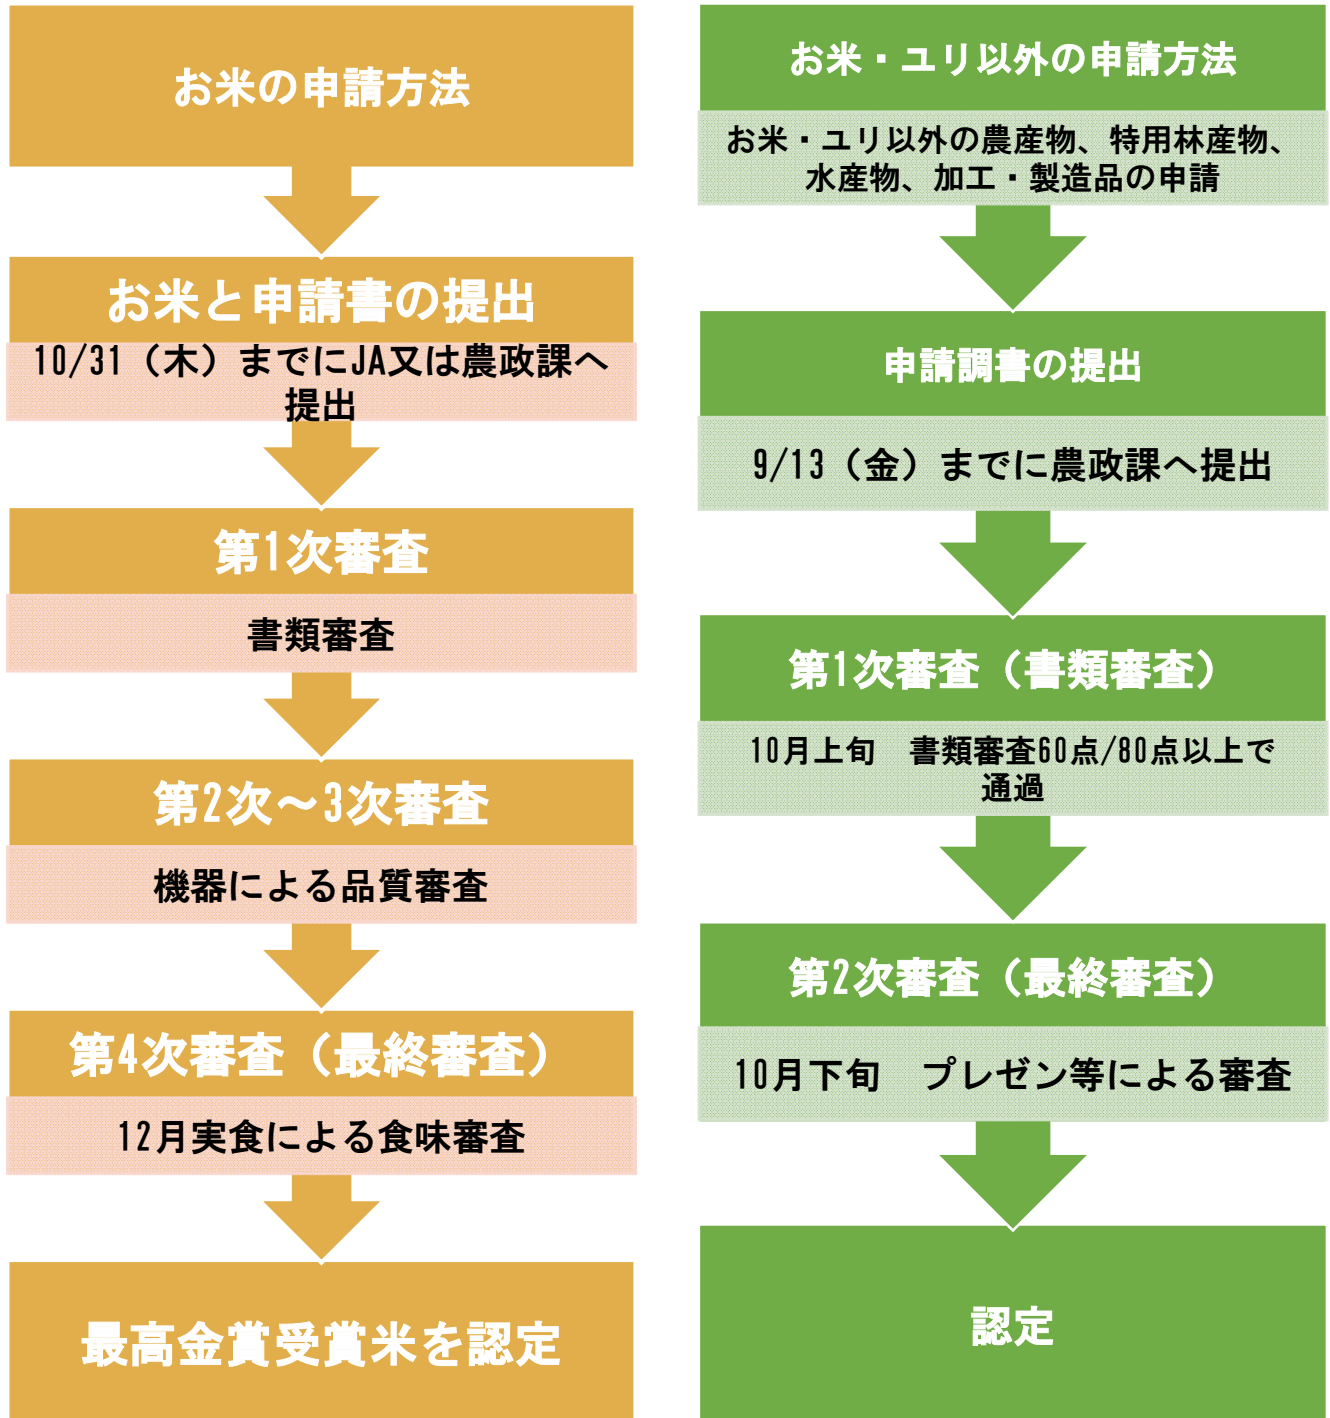 お米の申請方法
お米と申請書の提出
10/31（木）までにJA又は農政課へ
提出
第1次審査
書類審査
第2次～3次審査
機器による品質審査
第4次審査（最終審査）
12月実食による食味審査
最高金賞受賞米を認定
お米・ユリ以外の申請方法
お米・ユリ以外の農産物、特用林産物、
水産物、加工・製造品の申請
申請調書の提出
9/13（金）までに農政課へ提出
第1次審査（書類審査）
10月上旬　書類審査60点/80点以上で
通過
第2次審査（最終審査）
10月下旬　プレゼン等による審査
認定